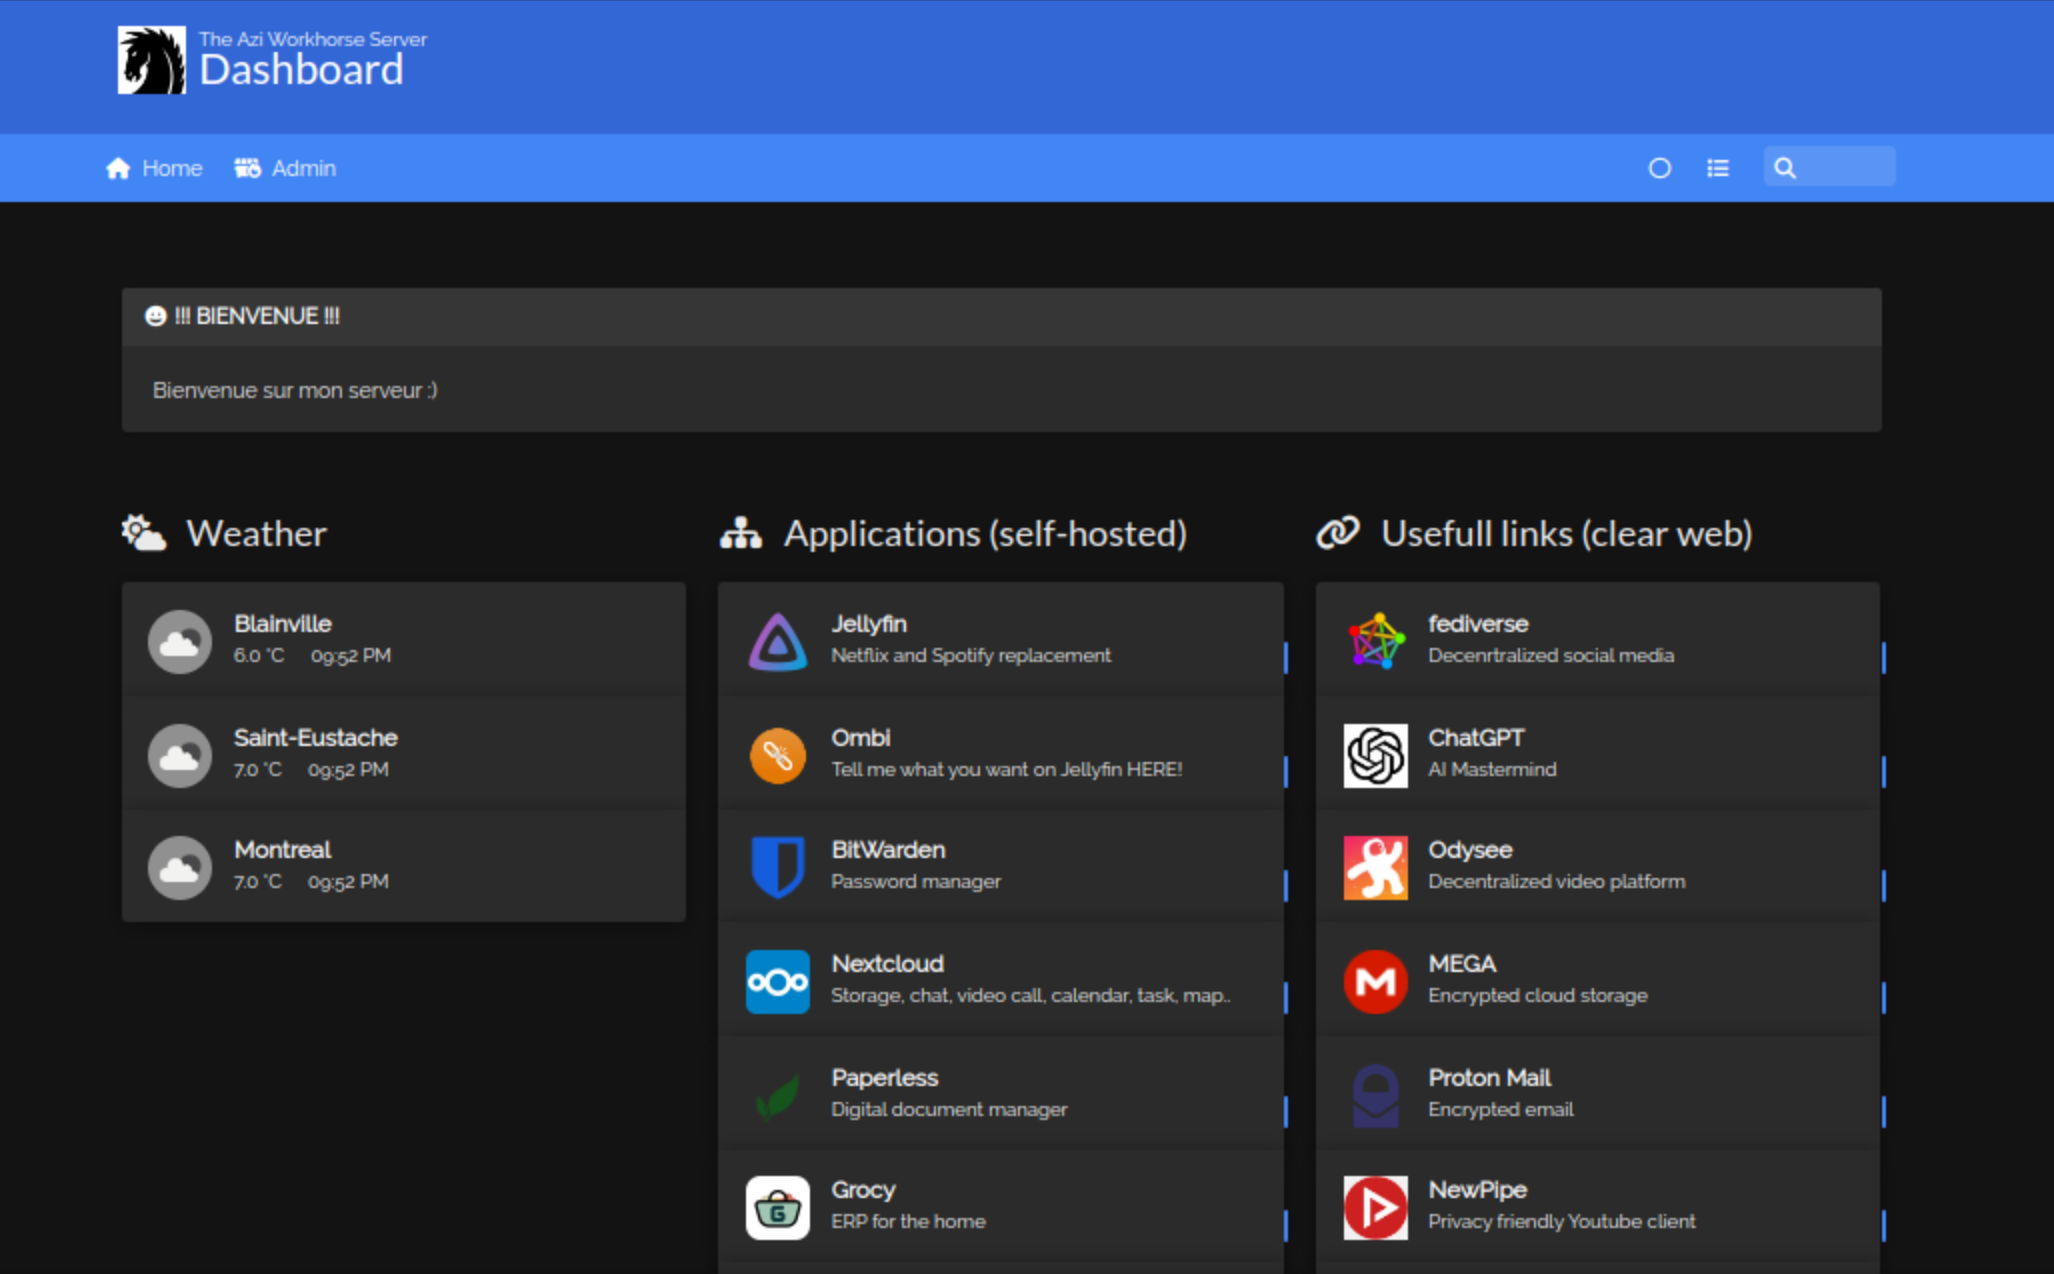 The Azi Workhorse Server
Dashboard
Home
Admin
!!! BIENVENUE !!!
Bienvenue sur mon serveur :)
Weather
Blainville
6.0 °C 09:52 PM
Saint-Eustache
7.0 °C 09:52 PM
Montreal
7.0 °C 09:52 PM
Applications (self-hosted)
Jellyfin
Netflix and Spotify replacement
Ombi
Tell me what you want on Jellyfin HERE!
BitWarden
Password manager
Nextcloud
Storage, chat, video call, calendar, task, map..
Paperless
Digital document manager
G
Grocy
ERP for the home
Usefull links (clear web)
fediverse
Decenrtralized social media
ChatGPT
AI Mastermind
Odysee
Decentralized video platform
M
MEGA
Encrypted cloud storage
Proton Mail
Encrypted email
NewPipe
Privacy friendly Youtube client